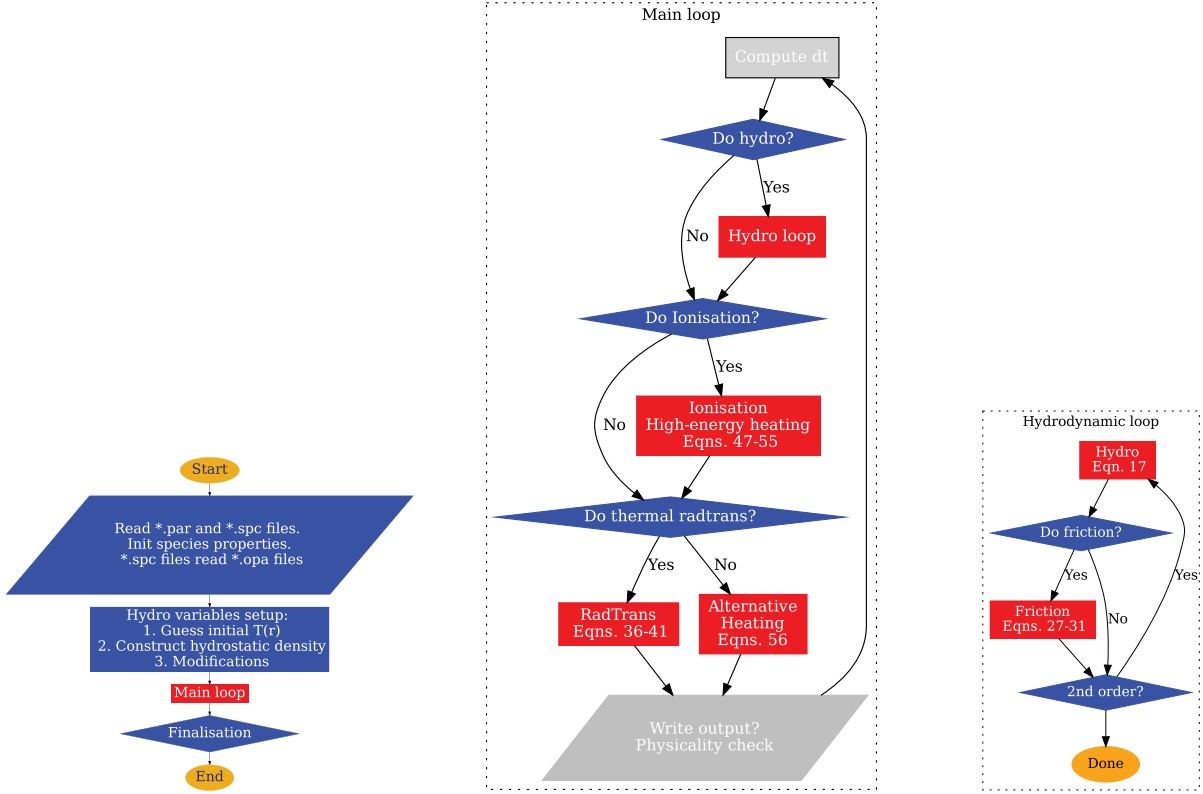 Start
Read *.par and *.spc files.
Init species properties.
*.spc files read *.opa files
Hydro variables setup:
1. Guess initial T(r)
2. Construct hydrostatic density
3. Modifications
Main loop
Finalisation
End
Main loop
Compute dt
Do hydro?
Yes
No
Hydro loop
Do Ionisation?
Yes
No
Ionisation
High-energy heating
Eqns. 47-55
Do thermal radtrans?
Yes
No
RadTrans
Eqns. 36-41
Alternative
Heating
Eqns. 56
Write output?
Physicality check
Hydrodynamic loop
Hydro
Eqn. 17
Do friction?
Yes
Yes
Friction
Eqns. 27-31
No
2nd order?
Done